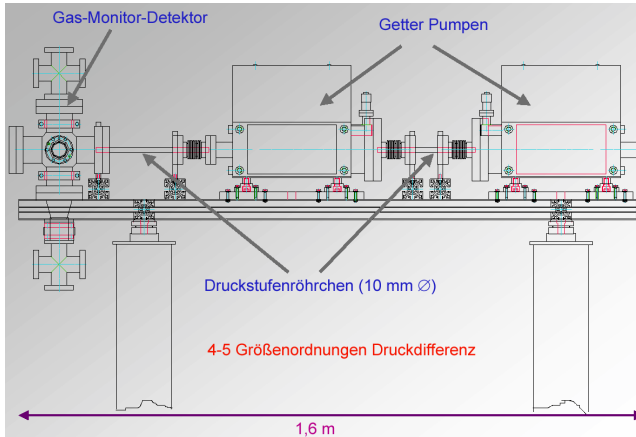 Gas-Monitor-Detektor
Getter Pumpen
Druckstufenröhrchen (10 mm ∅)
4-5 Größenordnungen Druckdifferenz
1,6 m